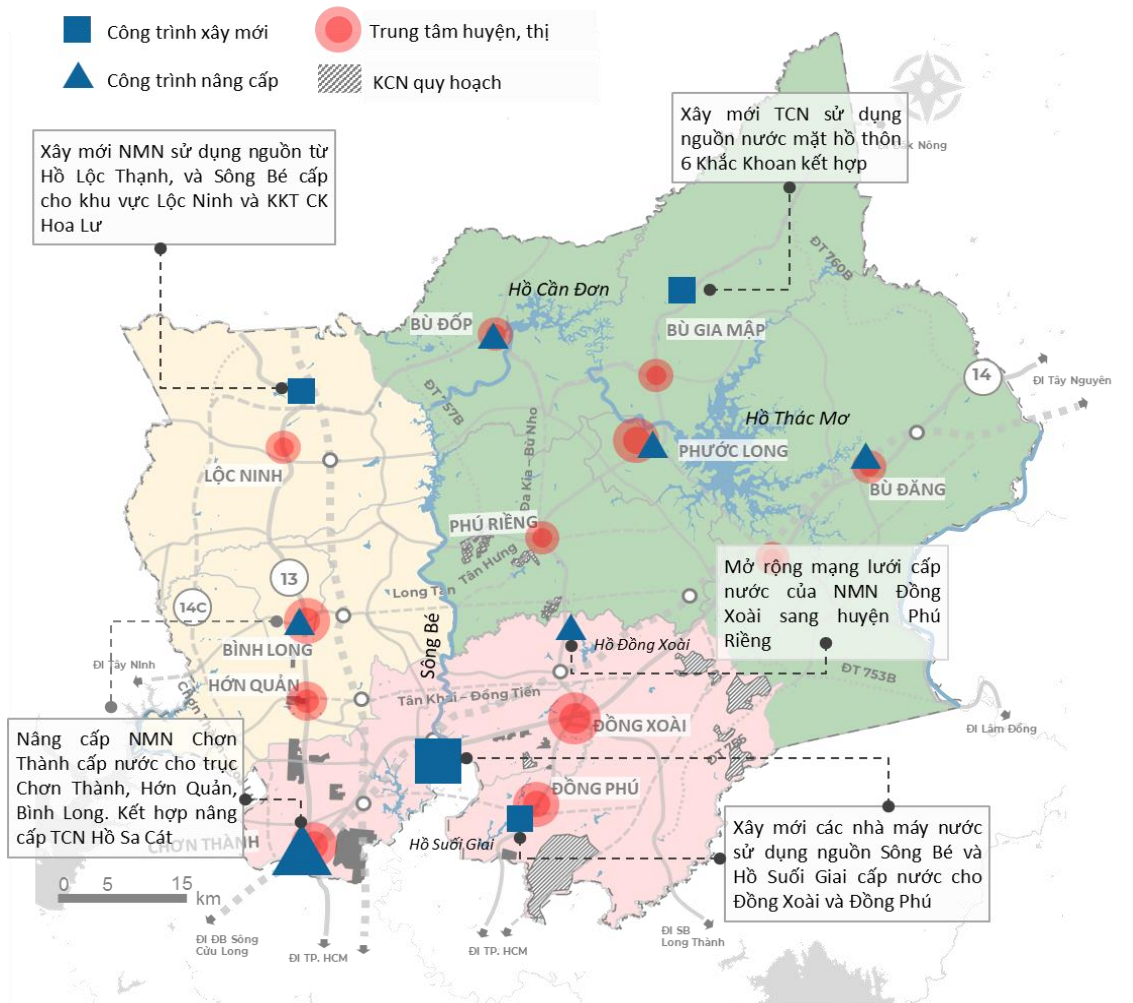 Công trình xây mới
Trung tâm huyện, thị
Công trình nâng cấp
KCN quy hoạch
Xây mới TCN sử dụng
nguồn nước mặt hồ thôn
6 Khắc Khoan kết hợp
Xây mới NMN sử dụng nguồn từ
Hồ Lộc Thạnh, và Sông Bé cấp
cho khu vực Lộc Ninh và KKT CK
Hoa Lư
Nông
ĐT760B
Hồ Cần Đơn
BÙ ĐỐP
BÙ GIA MẬP
14
ĐI Tây Nguyên
ĐT757B
Đa Kia – Bù Nho
Hồ Thác Mơ
PHƯỚC LONG
LỘC NINH
BÙ ĐĂNG
PHÚ RIỀNG
Tân Hưng
Mở rộng mạng lưới cấp
nước của NMN Đồng
Xoài sang huyện Phú
Riềng
13
14C
Long Tân
Sông Bé
BÌNH LONG
Hồ Đồng Xoài
ĐI Tây Ninh
HỚN QUẢN
Tân Khai – Đồng Tiến
ĐT 753B
ĐI Lâm Đồng
ĐỒNG XOÀI
Nâng cấp NMN Chơn
Thành cấp nước cho trục
Chơn Thành, Hớn Quản,
Bình Long. Kết hợp nâng
cấp TCN Hồ Sa Cát
ĐỒNG PHÚ
CHƠN THÀNH
Hồ Suối Giai
Xây mới các nhà máy nước
sử dụng nguồn Sông Bé và
Hồ Suối Giai cấp nước cho
Đồng Xoài và Đồng Phú
0 5 15
km
ĐI ĐB Sông
Cửu Long
ĐI TP. HCM
ĐI TP. HCM
ĐI SB
Long Thành